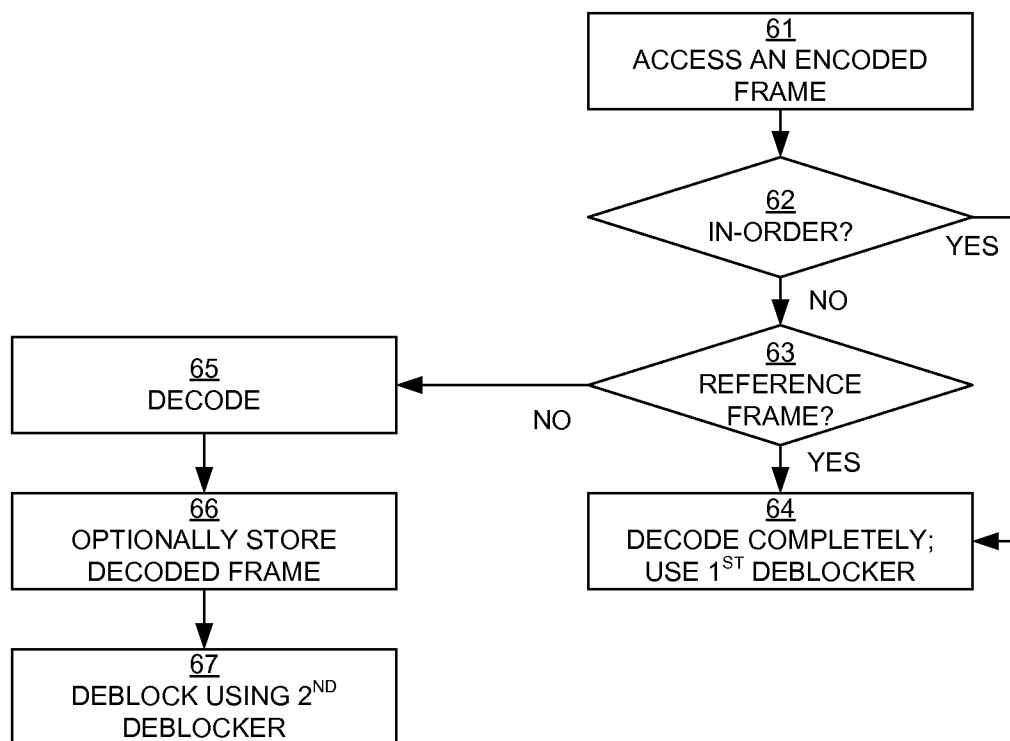 61
ACCESS AN ENCODED
FRAME
62
IN-ORDER?
YES
NO
63
REFERENCE
FRAME?
NO
YES
64
DECODE COMPLETELY;
USE 1ST DEBLOCKER
65
DECODE
66
OPTIONALLY STORE
DECODED FRAME
67
DEBLOCK USING 2ND
DEBLOCKER